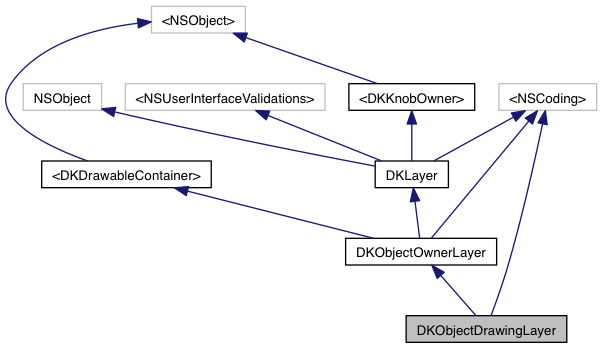 <NSObject>
NSObject
<NSUserInterfaceValidations>
<DKKnobOwner>
<NSCoding>
<DKDrawableContainer>
DKLayer
DKObjectOwnerLayer
DKObjectDrawingLayer